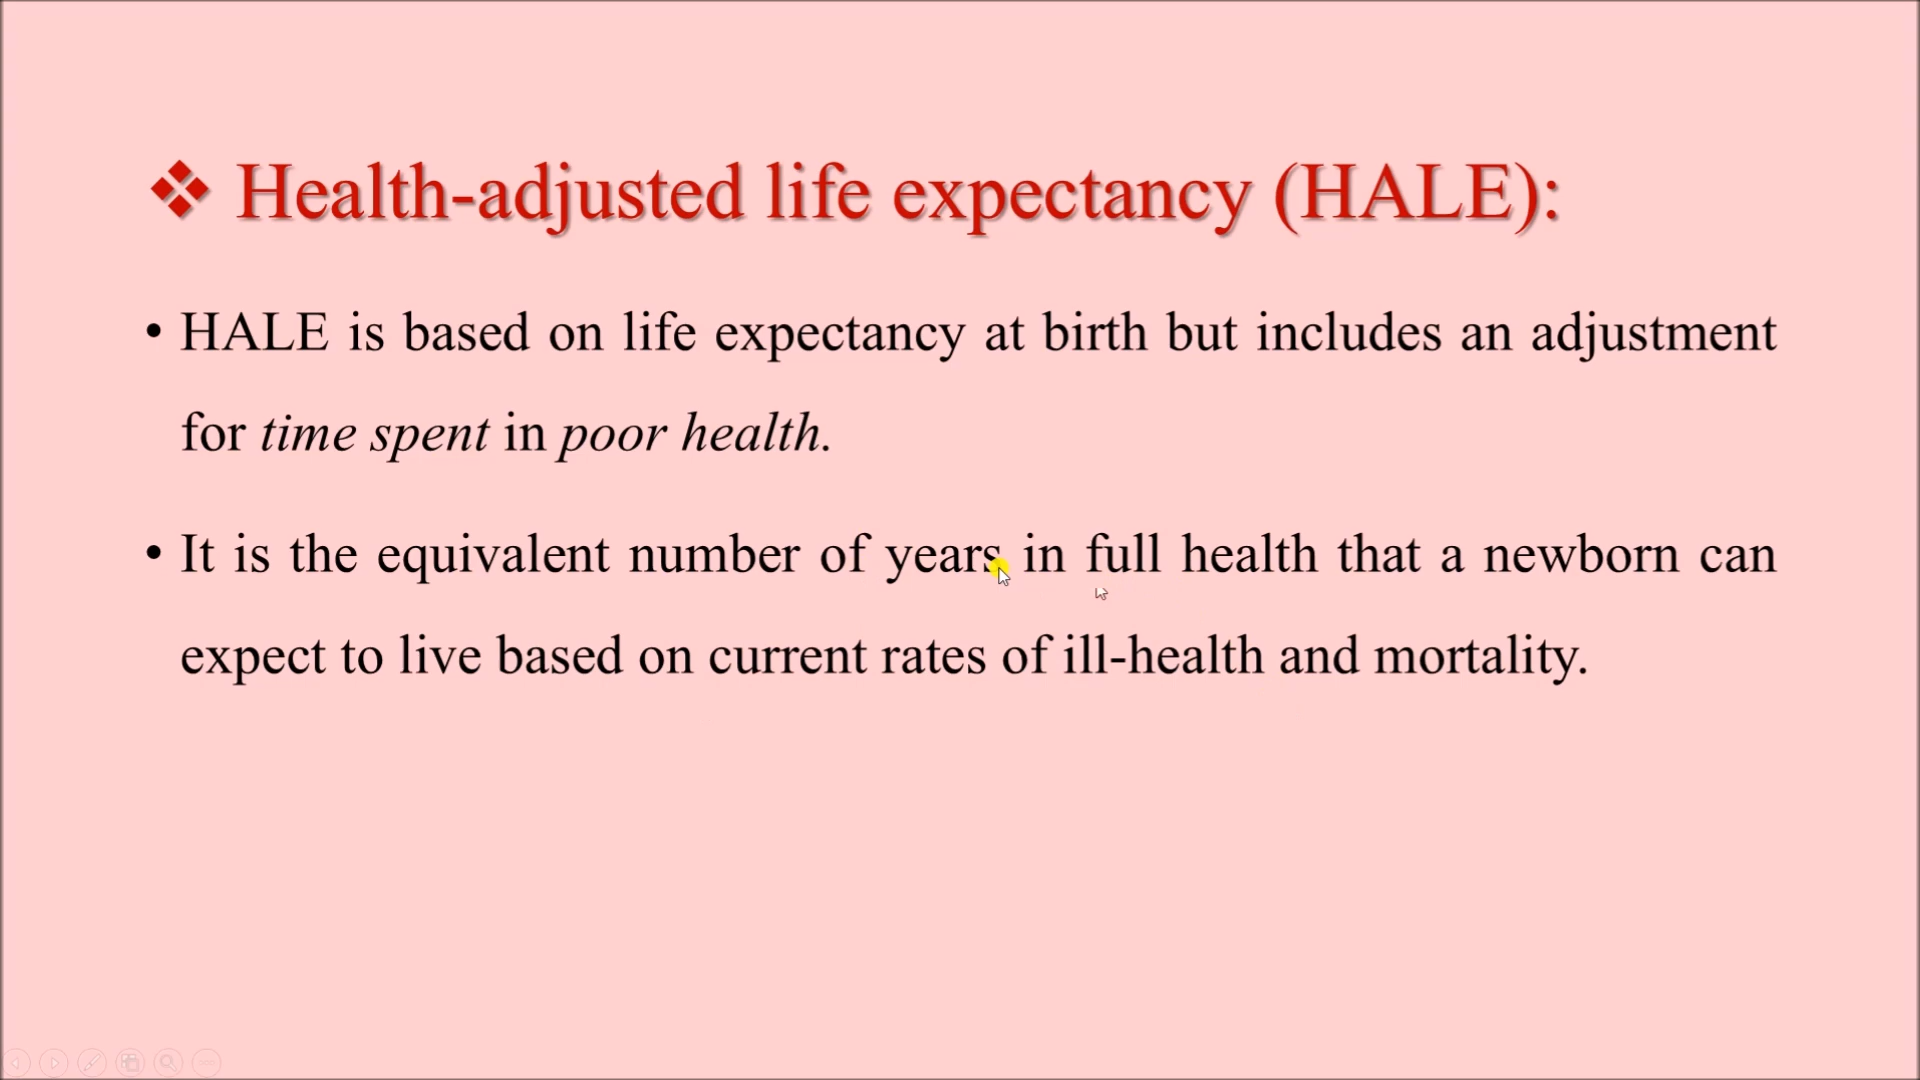 ❖ Health-adjusted life expectancy (HALE):
• HALE is based on life expectancy at birth but includes an adjustment
for time spent in poor health.
• It is the equivalent number of years in full health that a newborn can
expect to live based on current rates of ill-health and mortality.